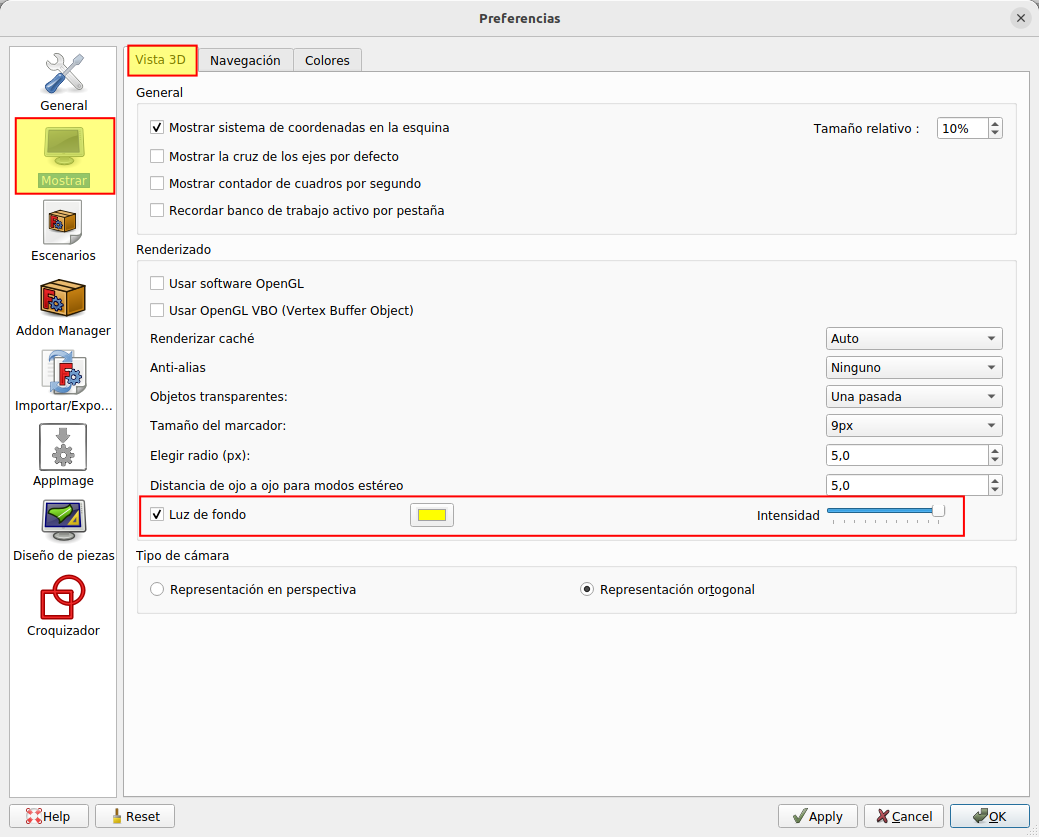 Preferencias
General
Mostrar
Escenarios
Addon Manager
Importar/Expo...
AppImage
Diseño de piezas
Croquizador
Vista 3D Navegación Colores
General
Mostrar sistema de coordenadas en la esquina Tamaño relativo : 10%
Mostrar la cruz de los ejes por defecto
Mostrar contador de cuadros por segundo
Recordar banco de trabajo activo por pestaña
Renderizado
Usar software OpenGL
Usar OpenGL VBO (Vertex Buffer Object)
Renderizar caché Auto
Anti-alias Ninguno
Objetos transparentes: Una pasada
Tamaño del marcador: 9px
Elegir radio (px): 5,0
Distancia de ojo a ojo para modos estéreo 5,0
Luz de fondo Intensidad
Tipo de cámara
Representación en perspectiva Representación ortogonal
Help Reset Apply Cancel OK